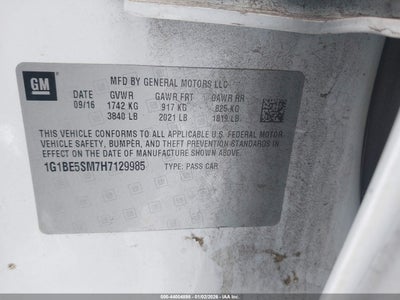 GM
MFD BY GENERAL MOTORS LLC
DATE GVWR GAWR FRT GAWR RR
09/16 1742 KG 917 KG 825 KG
3840 LB 2021 LB 1819 LB
THIS VEHICLE CONFORMS TO ALL APPLICABLE U.S. FEDERAL MOTOR
VEHICLE SAFETY, BUMPER, AND THEFT PREVENTION STANDARDS
IN EFFECT ON THE DATE OF MANUFACTURE SHOWN ABOVE.
1G1BE5SM7H7129985 TYPE: PASS CAR